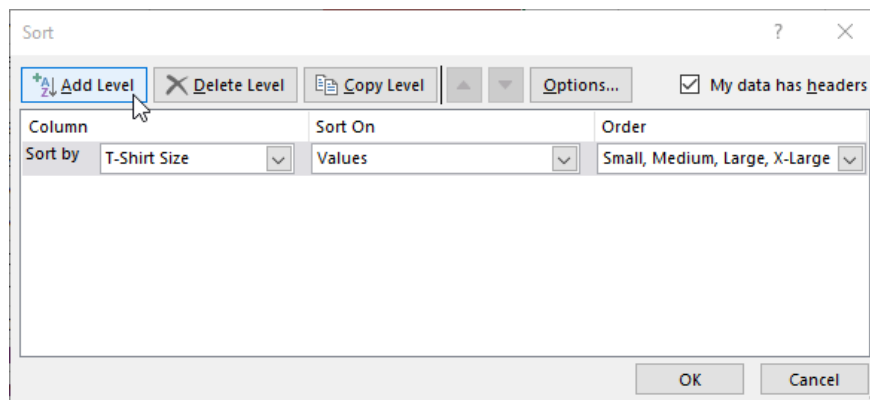 Sort ?
Add Level Delete Level Copy Level Options... My data has headers
Column Sort On Order
Sort by T-Shirt Size Values Small, Medium, Large, X-Large
OK Cancel